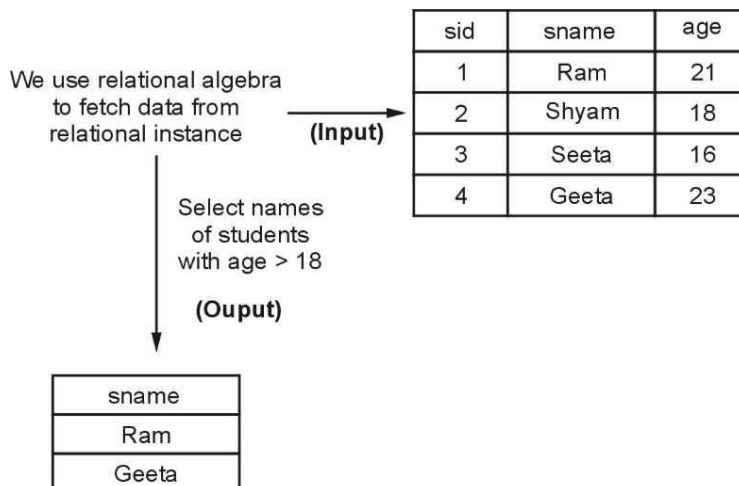 We use relational algebra
to fetch data from
relational instance
(Input)
sid sname age
1 Ram 21
2 Shyam 18
3 Seeta 16
4 Geeta 23
Select names
of students
with age > 18
(Ouput)
sname
Ram
Geeta